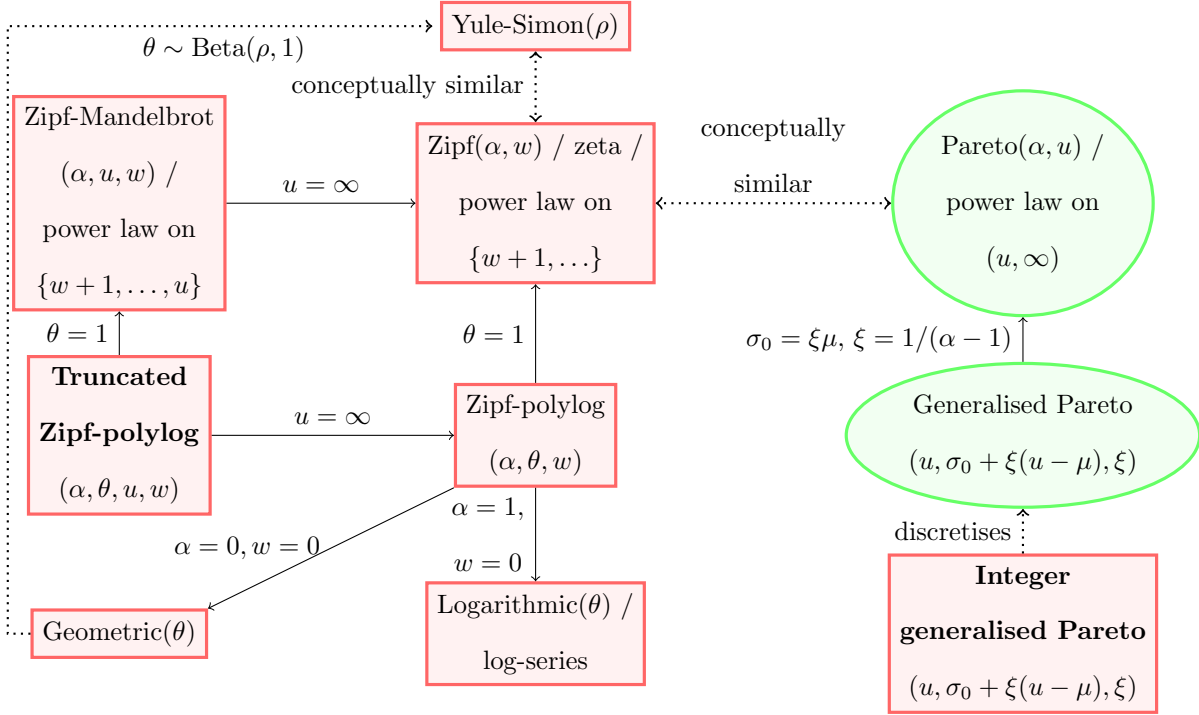 Yule-Simon(ρ)
θ ∼ Beta(ρ, 1)
conceptually similar
Zipf-Mandelbrot
(α, u, w) /
power law on
{w + 1, . . . , u}
u = ∞
Zipf(α, w) / zeta /
power law on
{w + 1, . . .}
conceptually
similar
Pareto(α, u) /
power law on
(u, ∞)
θ = 1
θ = 1
σ₀ = ξμ, ξ = 1/(α − 1)
Truncated
Zipf-polylog
(α, θ, u, w)
u = ∞
Zipf-polylog
(α, θ, w)
Generalised Pareto
(u, σ₀ + ξ(u − μ), ξ)
α = 0, w = 0
α = 1,
w = 0
discretises
Geometric(θ)
Logarithmic(θ) /
log-series
Integer
generalised Pareto
(u, σ₀ + ξ(u − μ), ξ)